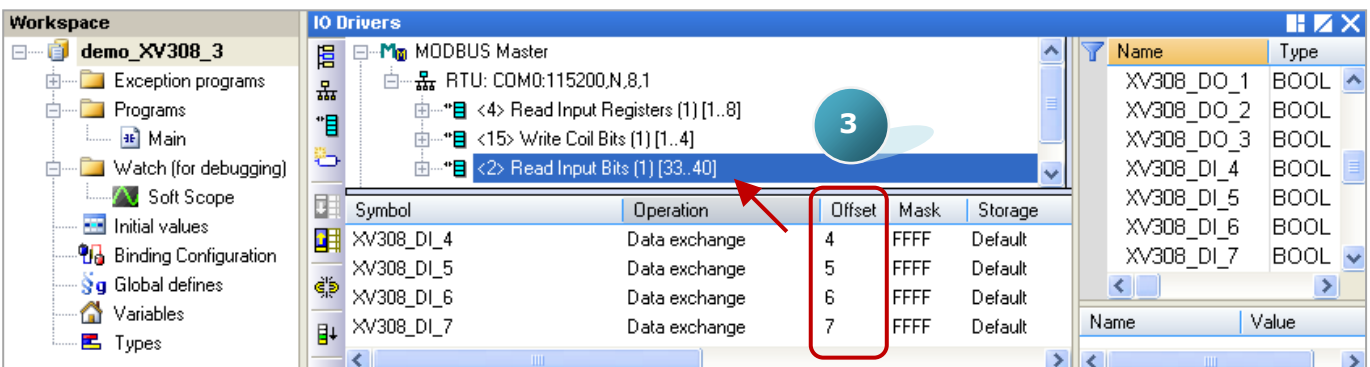 Workspace
demo_XV308_3
Exception programs
Programs
Main
Watch (for debugging)
Soft Scope
Initial values
Binding Configuration
Global defines
Variables
Types
IO Drivers
MODBUS Master
RTU: COM0:115200,N,8,1
<4> Read Input Registers (1) [1..8]
<15> Write Coil Bits (1) [1..4]
<2> Read Input Bits (1) [33..40]
3
Symbol Operation Offset Mask Storage
XV308_DI_4 Data exchange 4 FFFF Default
XV308_DI_5 Data exchange 5 FFFF Default
XV308_DI_6 Data exchange 6 FFFF Default
XV308_DI_7 Data exchange 7 FFFF Default
Name Type
XV308_DO_1 BOOL
XV308_DO_2 BOOL
XV308_DO_3 BOOL
XV308_DI_4 BOOL
XV308_DI_5 BOOL
XV308_DI_6 BOOL
XV308_DI_7 BOOL
Name Value